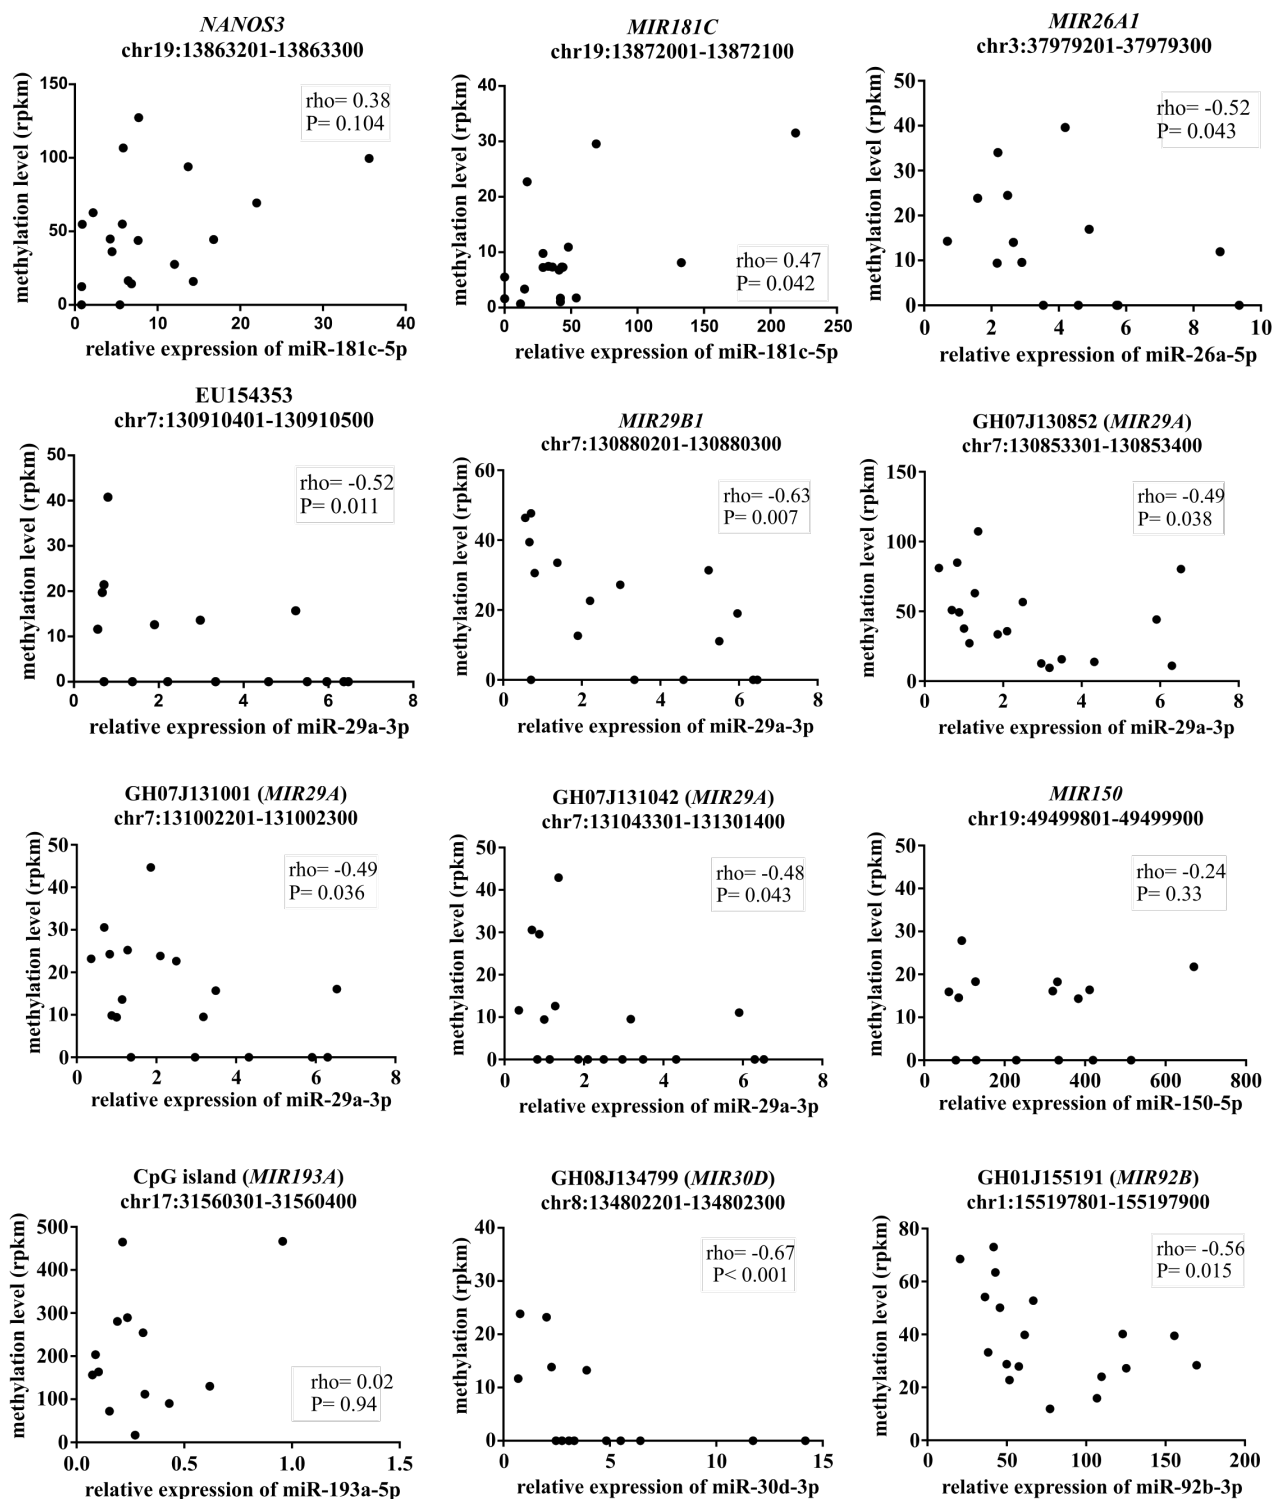 NANOS3
chr19:13863201-13863300
methylation level (rpkm)
150
100
50
0
rho= 0.38
P= 0.104
0 10 20 30 40
relative expression of miR-181c-5p
MIR181C
chr19:13872001-13872100
methylation level (rpkm)
40
30
20
10
0
rho= 0.47
P= 0.042
0 50 100 150 200 250
relative expression of miR-181c-5p
MIR26A1
chr3:37979201-37979300
methylation level (rpkm)
50
40
30
20
10
0
rho= -0.52
P= 0.043
0 2 4 6 8 10
relative expression of miR-26a-5p
EU154353
chr7:130910401-130910500
methylation level (rpkm)
50
40
30
20
10
0
rho= -0.52
P= 0.011
0 2 4 6 8
relative expression of miR-29a-3p
MIR29B1
chr7:130880201-130880300
methylation level (rpkm)
60
40
20
0
rho= -0.63
P= 0.007
0 2 4 6 8
relative expression of miR-29a-3p
GH07J130852 (MIR29A)
chr7:130853301-130853400
methylation level (rpkm)
150
100
50
0
rho= -0.49
P= 0.038
0 2 4 6 8
relative expression of miR-29a-3p
GH07J131001 (MIR29A)
chr7:131002201-131002300
methylation level (rpkm)
50
40
30
20
10
0
rho= -0.49
P= 0.036
0 2 4 6 8
relative expression of miR-29a-3p
GH07J131042 (MIR29A)
chr7:131043301-131301400
methylation level (rpkm)
50
40
30
20
10
0
rho= -0.48
P= 0.043
0 2 4 6 8
relative expression of miR-29a-3p
MIR150
chr19:49499801-49499900
methylation level (rpkm)
50
40
30
20
10
0
rho= -0.24
P= 0.33
0 200 400 600 800
relative expression of miR-150-5p
CpG island (MIR193A)
chr17:31560301-31560400
methylation level (rpkm)
500
400
300
200
100
0
rho= 0.02
P= 0.94
0.0 0.5 1.0 1.5
relative expression of miR-193a-5p
GH08J134799 (MIR30D)
chr8:134802201-134802300
methylation (rpkm)
40
30
20
10
0
rho= -0.67
P< 0.001
0 5 10 15
relative expression of miR-30d-3p
GH01J155191 (MIR92B)
chr1:155197801-155197900
methylation level (rpkm)
80
60
40
20
0
rho= -0.56
P= 0.015
0 50 100 150 200
relative expression of miR-92b-3p